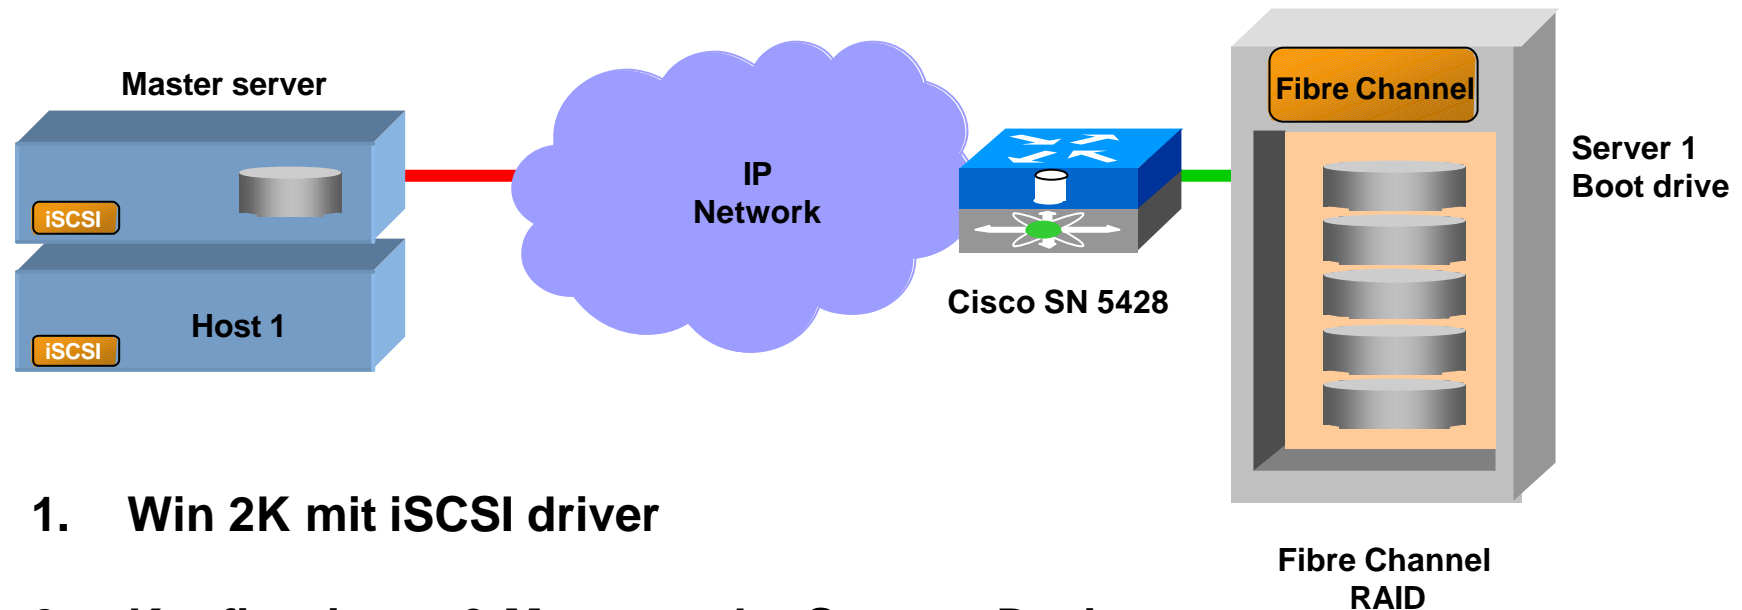 Master server
iSCSI
Host 1
iSCSI
IP
Network
Cisco SN 5428
Fibre Channel
Server 1
Boot drive
Fibre Channel
RAID
1. Win 2K mit iSCSI driver